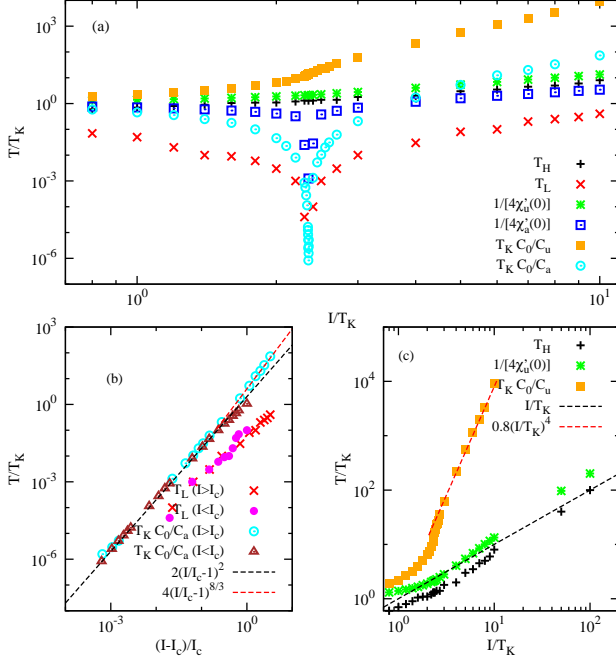 (a)
T/T_K
10^3
10^0
10^-3
10^-6
10^0
10^1
I/T_K
T_H
T_L
1/[4χ'_u(0)]
1/[4χ'_a(0)]
T_K C_0/C_u
T_K C_0/C_a
(b)
T/T_K
10^3
10^0
10^-3
10^-6
10^-3
10^0
(I-I_c)/I_c
T_L (I>I_c)
T_L (I<I_c)
T_K C_0/C_a (I>I_c)
T_K C_0/C_a (I<I_c)
2(I/I_c-1)^2
4(I/I_c-1)^8/3
(c)
T/T_K
10^4
10^2
10^0
10^0
10^1
10^2
I/T_K
T_H
1/[4χ'_u(0)]
T_K C_0/C_u
I/T_K
0.8(I/T_K)^4